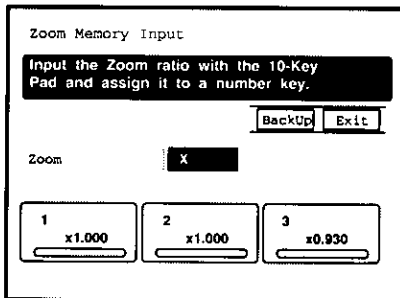 Zoom Memory Input
Input the Zoom ratio with the 10-Key
Pad and assign it to a number key.
BackUp Exit
Zoom X
1 2 3
x1.000 x1.000 x0.930